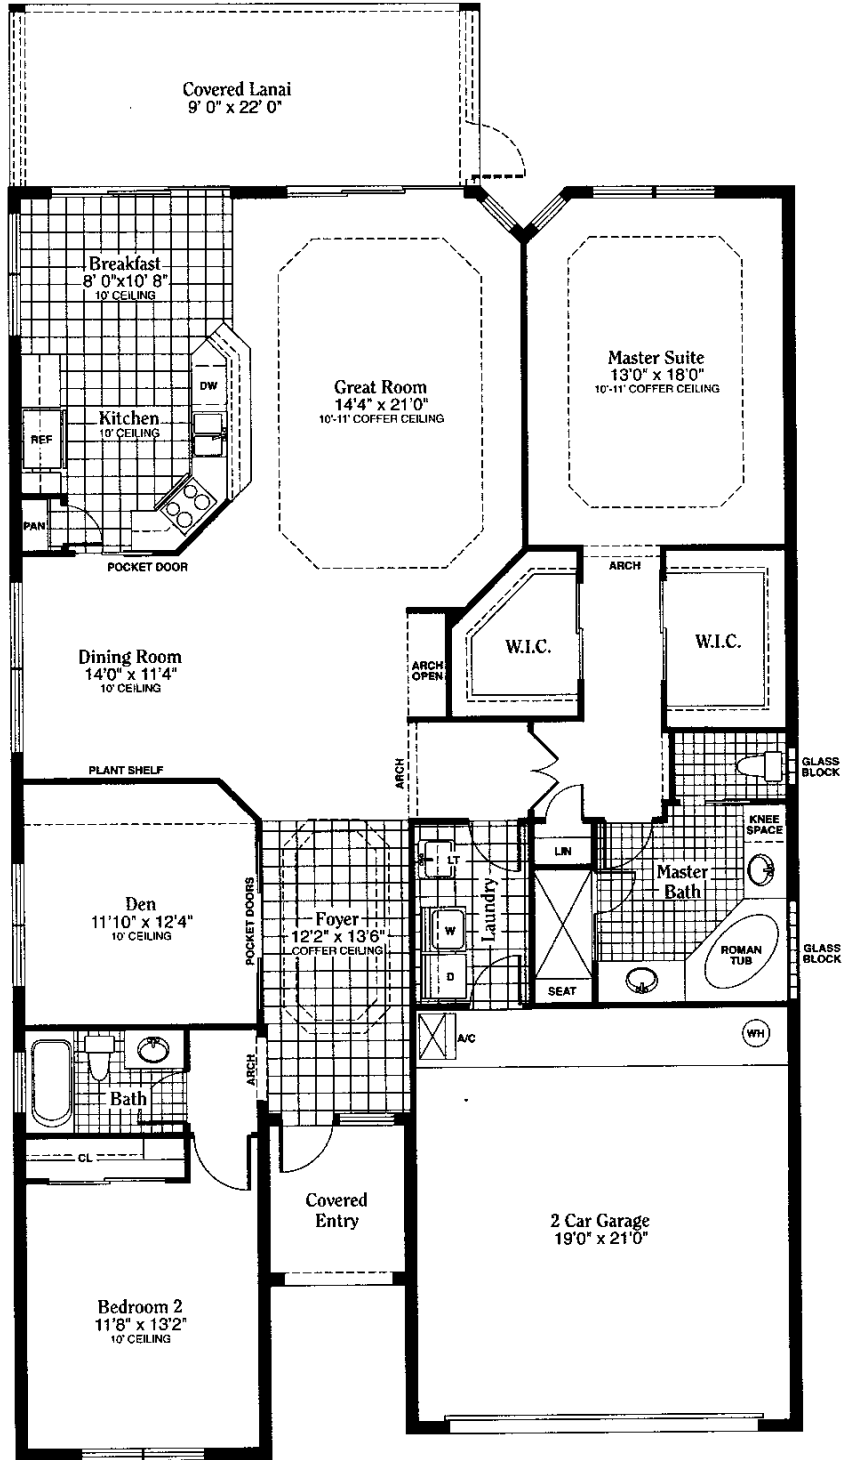 Covered Lanai
9' 0" x 22' 0"
Breakfast
8' 0"x10' 8"
10' CEILING
Master Suite
13'0" x 18'0"
10'-11' COFFER CEILING
Great Room
14'4" x 21'0"
10'-11' COFFER CEILING
DW
Kitchen
10' CEILING
REF
PAN
POCKET DOOR
ARCH
W.I.C.
W.I.C.
Dining Room
14'0" x 11'4"
10' CEILING
ARCH
OPEN
PLANT SHELF
ARCH
GLASS
BLOCK
KNEE
SPACE
LIN
LT
Master
Bath
Laundry
Den
11'10" x 12'4"
10' CEILING
POCKET DOORS
Foyer
12'2" x 13'6"
COFFER CEILING
W
D
ROMAN
TUB
GLASS
BLOCK
SEAT
A/C
WH
ARCH
Bath
CL
Covered
Entry
2 Car Garage
19'0" x 21'0"
Bedroom 2
11'8" x 13'2"
10' CEILING